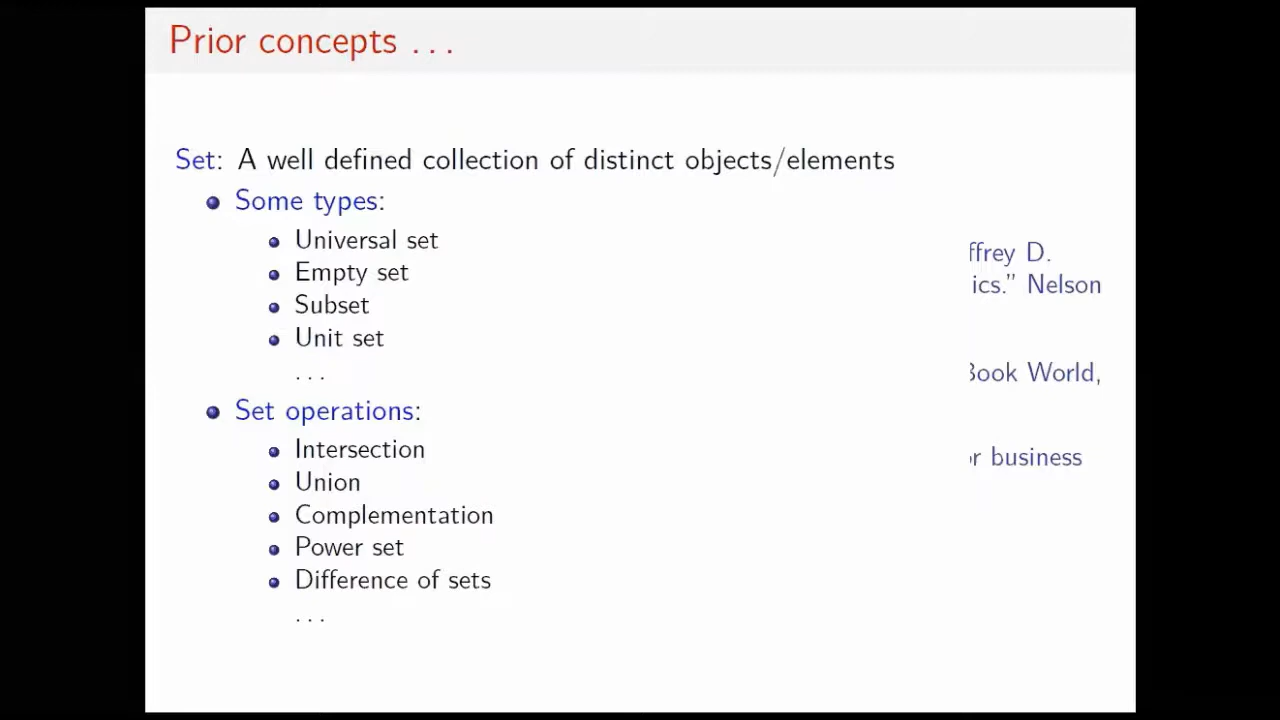 Prior concepts ...
Set: A well defined collection of distinct objects/elements
Some types:
Universal set
Empty set
Subset
Unit set
...
Set operations:
Intersection
Union
Complementation
Power set
Difference of sets
...
ffrey D.
ics.” Nelson
Book World,
or business